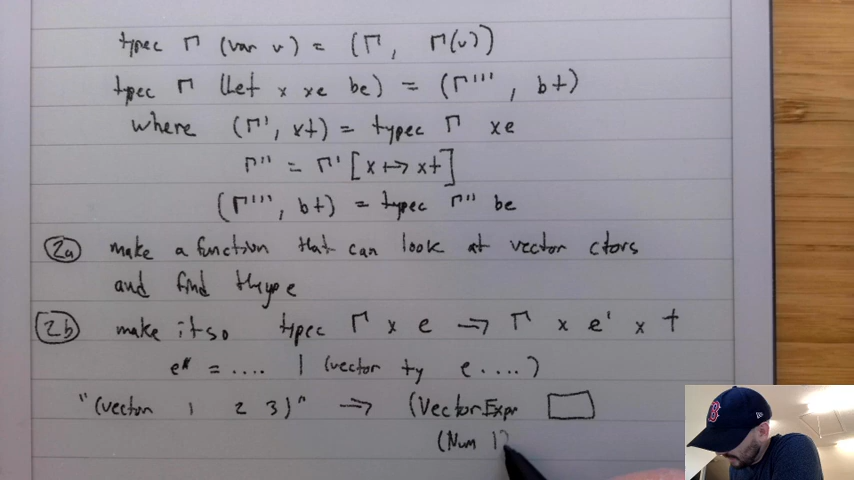 typec Γ (var v) = (Γ, Γ(v))
typec Γ (Let x xe be) = (Γ''', bt)
where (Γ', xt) = typec Γ xe
Γ'' = Γ' [x ↦ xt]
(Γ''', bt) = typec Γ'' be
2a make a function that can look at vector ctors
and find
2b make it so typec Γ x e → Γ x e' x t
= .... | (vector ty e....)
"(vector 1 2 3)" → (VectorExpr
(Num 1)
B